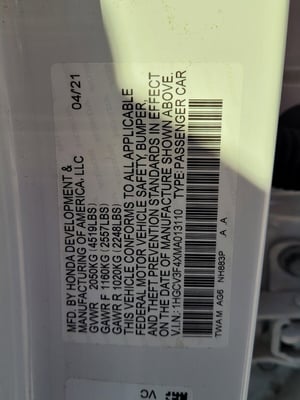 MFD. BY HONDA DEVELOPMENT & 04/21
MANUFACTURING OF AMERICA, LLC
GVWR 2050KG (4519LBS)
GAWR F 1160KG (2557LBS)
GAWR R 1020KG (2248LBS)
THIS VEHICLE CONFORMS TO ALL APPLICABLE
FEDERAL MOTOR VEHICLE SAFETY, BUMPER,
AND THEFT PREVENTION STANDARDS IN EFFECT
ON THE DATE OF MANUFACTURE SHOWN ABOVE.
V.I.N.: 1HGCV3F4XMA013110 TYPE:PASSENGER CAR
TWA M AG6 NH883P A A
VC